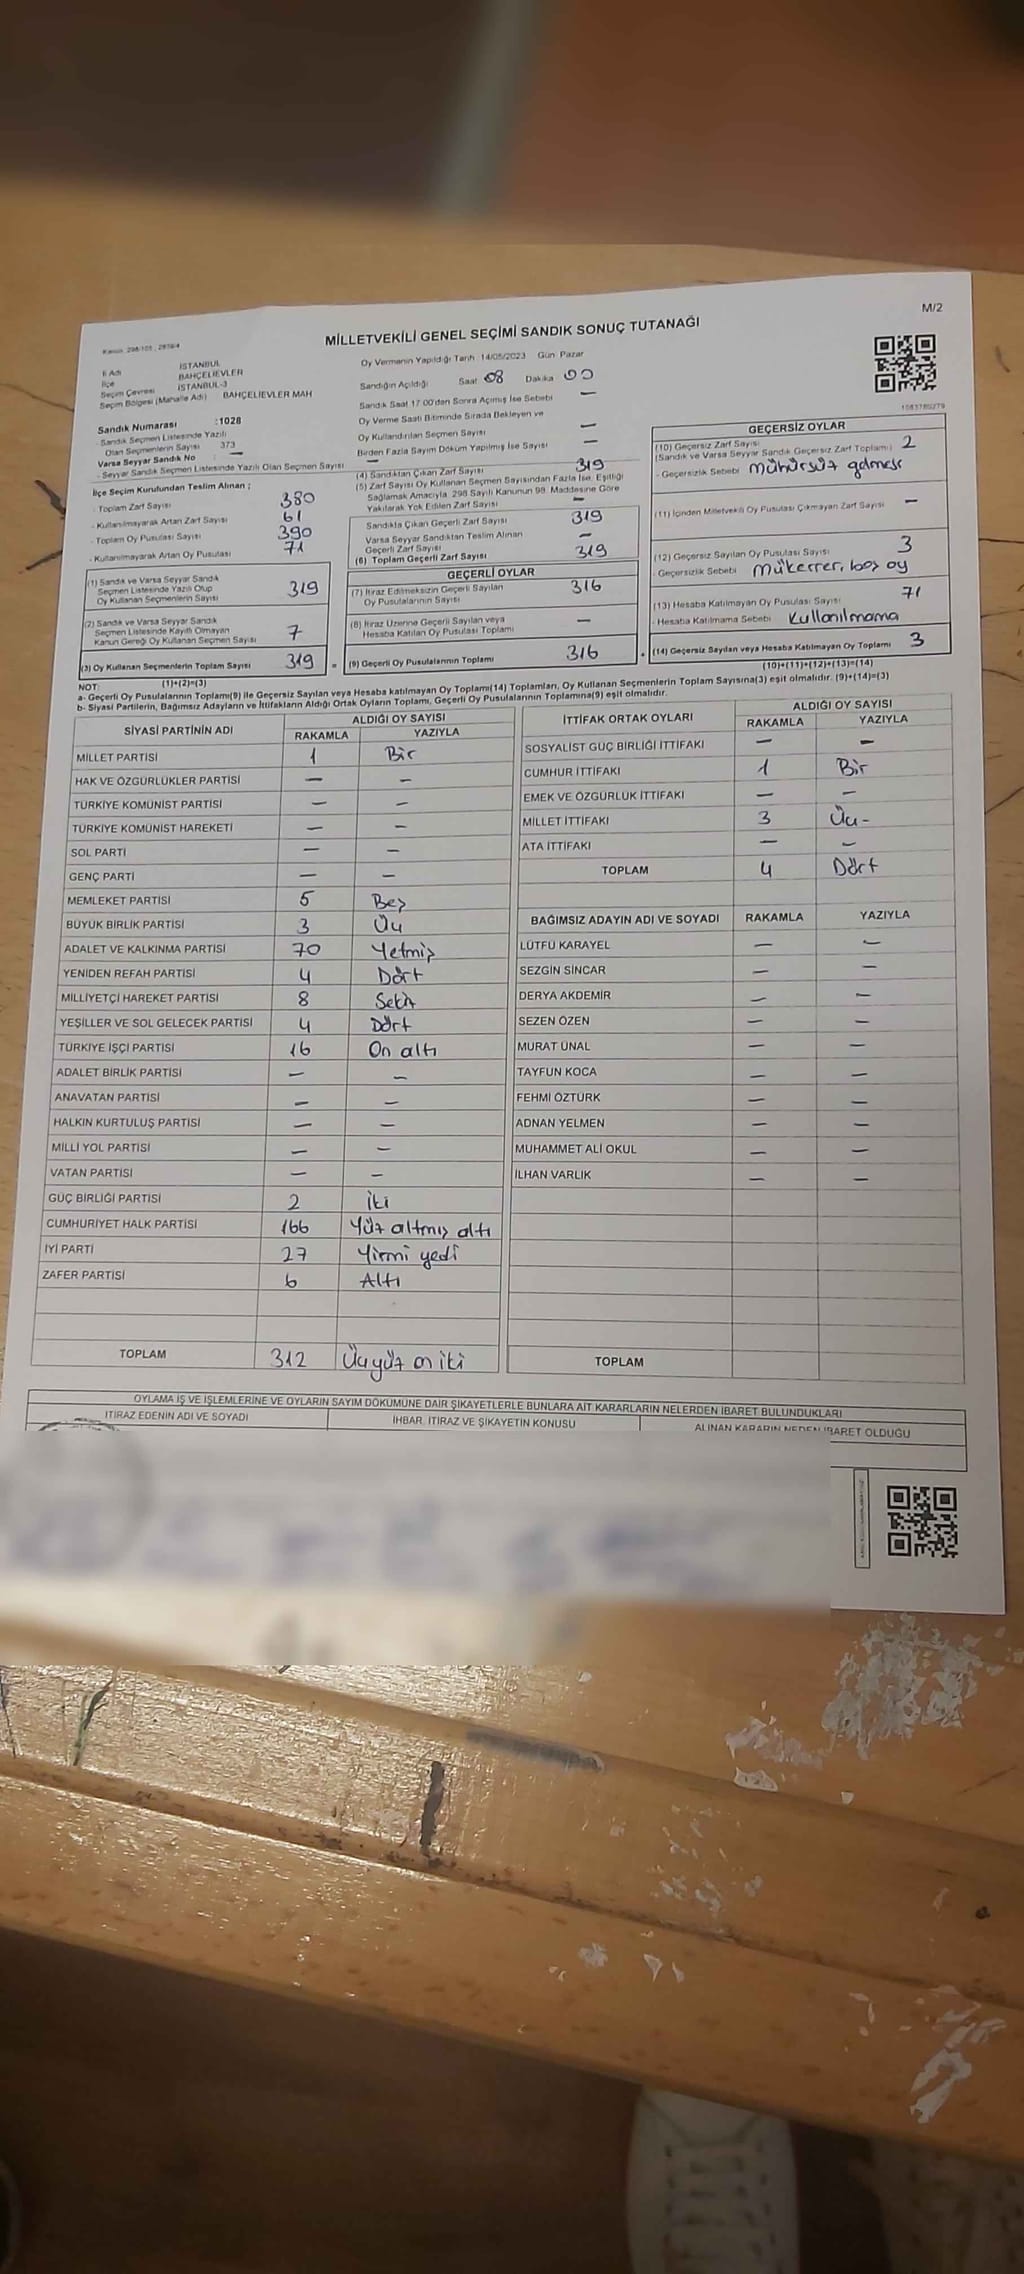 M/2
MİLLETVEKİLİ GENEL SEÇİMİ SANDIK SONUÇ TUTANAĞI
Kanun 298/105 , 2839/4
İl Adı İSTANBUL
İlçe BAHÇELİEVLER
Seçim Çevresi İSTANBUL-3
Seçim Bölgesi (Mahalle Adı) BAHÇELİEVLER MAH
Sandık Numarası :1028
- Sandık Seçmen Listesinde Yazılı
Olan Seçmenlerin Sayısı 373
Varsa Seyyar Sandık No : —
- Seyyar Sandık Seçmen Listesinde Yazılı Olan Seçmen Sayısı —
Oy Vermenin Yapıldığı Tarih 14/05/2023 Gün Pazar
Sandığın Açıldığı Saat 08 Dakika 00
Sandık Saat 17:00'den Sonra Açılmış İse Sebebi —
Oy Verme Saati Bitiminde Sırada Bekleyen ve
Oy Kullandırılan Seçmen Sayısı —
Birden Fazla Sayım Döküm Yapılmış İse Sayısı —
İlçe Seçim Kurulundan Teslim Alınan ;
- Toplam Zarf Sayısı 380
- Kullanılmayarak Artan Zarf Sayısı 61
- Toplam Oy Pusulası Sayısı 390
- Kullanılmayarak Artan Oy Pusulası 71
(1) Sandık ve Varsa Seyyar Sandık
Seçmen Listesinde Yazılı Olup
Oy Kullanan Seçmenlerin Sayısı 319
(2) Sandık ve Varsa Seyyar Sandık
Seçmen Listesinde Kayıtlı Olmayan
Kanun Gereği Oy Kullanan Seçmen Sayısı 7
(3) Oy Kullanan Seçmenlerin Toplam Sayısı 319
(1)+(2)=(3)
(4) Sandıktan Çıkan Zarf Sayısı 319
(5) Zarf Sayısı Oy Kullanan Seçmen Sayısından Fazla İse, Eşitliği
Sağlamak Amacıyla 298 Sayılı Kanunun 98. Maddesine Göre
Yakılarak Yok Edilen Zarf Sayısı —
Sandıkta Çıkan Geçerli Zarf Sayısı 319
Varsa Seyyar Sandıktan Teslim Alınan
Geçerli Zarf Sayısı —
(6) Toplam Geçerli Zarf Sayısı 319
GEÇERLİ OYLAR
(7) İtiraz Edilmeksizin Geçerli Sayılan
Oy Pusulalarının Sayısı 316
(8) İtiraz Üzerine Geçerli Sayılan veya
Hesaba Katılan Oy Pusulası Toplamı —
= (9) Geçerli Oy Pusulalarının Toplamı 316
1083780279
GEÇERSİZ OYLAR
(10) Geçersiz Zarf Sayısı
(Sandık ve Varsa Seyyar Sandık Geçersiz Zarf Toplamı) 2
- Geçersizlik Sebebi mühürsüz gelmesi
(11) İçinden Milletvekili Oy Pusulası Çıkmayan Zarf Sayısı —
(12) Geçersiz Sayılan Oy Pusulası Sayısı 3
- Geçersizlik Sebebi Mükerrer, boş oy
(13) Hesaba Katılmayan Oy Pusulası Sayısı 71
- Hesaba Katılmama Sebebi Kullanılmama
+ (14) Geçersiz Sayılan veya Hesaba Katılmayan Oy Toplamı 3
(10)+(11)+(12)+(13)=(14)
NOT:
a- Geçerli Oy Pusulalarının Toplamı(9) ile Geçersiz Sayılan veya Hesaba katılmayan Oy Toplamı(14) Toplamları, Oy Kullanan Seçmenlerin Toplam Sayısına(3) eşit olmalıdır. (9)+(14)=(3)
b- Siyasi Partilerin, Bağımsız Adayların ve İttifakların Aldığı Ortak Oyların Toplamı, Geçerli Oy Pusulalarının Toplamına(9) eşit olmalıdır.
SİYASİ PARTİNİN ADI ALDIĞI OY SAYISI
RAKAMLA YAZIYLA
MİLLET PARTİSİ 1 Bir
HAK VE ÖZGÜRLÜKLER PARTİSİ — —
TÜRKİYE KOMÜNİST PARTİSİ — —
TÜRKİYE KOMÜNİST HAREKETİ — —
SOL PARTİ — —
GENÇ PARTİ — —
MEMLEKET PARTİSİ 5 Beş
BÜYÜK BİRLİK PARTİSİ 3 Üç
ADALET VE KALKINMA PARTİSİ 70 Yetmiş
YENİDEN REFAH PARTİSİ 4 Dört
MİLLİYETÇİ HAREKET PARTİSİ 8 Sekiz
YEŞİLLER VE SOL GELECEK PARTİSİ 4 Dört
TÜRKİYE İŞÇİ PARTİSİ 16 On altı
ADALET BİRLİK PARTİSİ — —
ANAVATAN PARTİSİ — —
HALKIN KURTULUŞ PARTİSİ — —
MİLLİ YOL PARTİSİ — —
VATAN PARTİSİ — —
GÜÇ BİRLİĞİ PARTİSİ 2 İki
CUMHURİYET HALK PARTİSİ 166 Yüz altmış altı
İYİ PARTİ 27 Yirmi yedi
ZAFER PARTİSİ 6 Altı
TOPLAM 312 Üçyüz on iki
İTTİFAK ORTAK OYLARI ALDIĞI OY SAYISI
RAKAMLA YAZIYLA
SOSYALİST GÜÇ BİRLİĞİ İTTİFAKI — —
CUMHUR İTTİFAKI 1 Bir
EMEK VE ÖZGÜRLÜK İTTİFAKI — —
MİLLET İTTİFAKI 3 Üç -
ATA İTTİFAKI — —
TOPLAM 4 Dört
BAĞIMSIZ ADAYIN ADI VE SOYADI RAKAMLA YAZIYLA
LÜTFÜ KARAYEL — —
SEZGİN SİNCAR — —
DERYA AKDEMİR — —
SEZEN ÖZEN — —
MURAT ÜNAL — —
TAYFUN KOCA — —
FEHMİ ÖZTÜRK — —
ADNAN YELMEN — —
MUHAMMET ALİ OKUL — —
İLHAN VARLIK — —
TOPLAM
OYLAMA İŞ VE İŞLEMLERİNE VE OYLARIN SAYIM DÖKÜMÜNE DAİR ŞİKAYETLERLE BUNLARA AİT KARARLARIN NELERDEN İBARET BULUNDUKLARI
İTİRAZ EDENİN ADI VE SOYADI İHBAR, İTİRAZ VE ŞİKAYETİN KONUSU ALINAN KARARIN NEDEN İBARET OLDUĞU